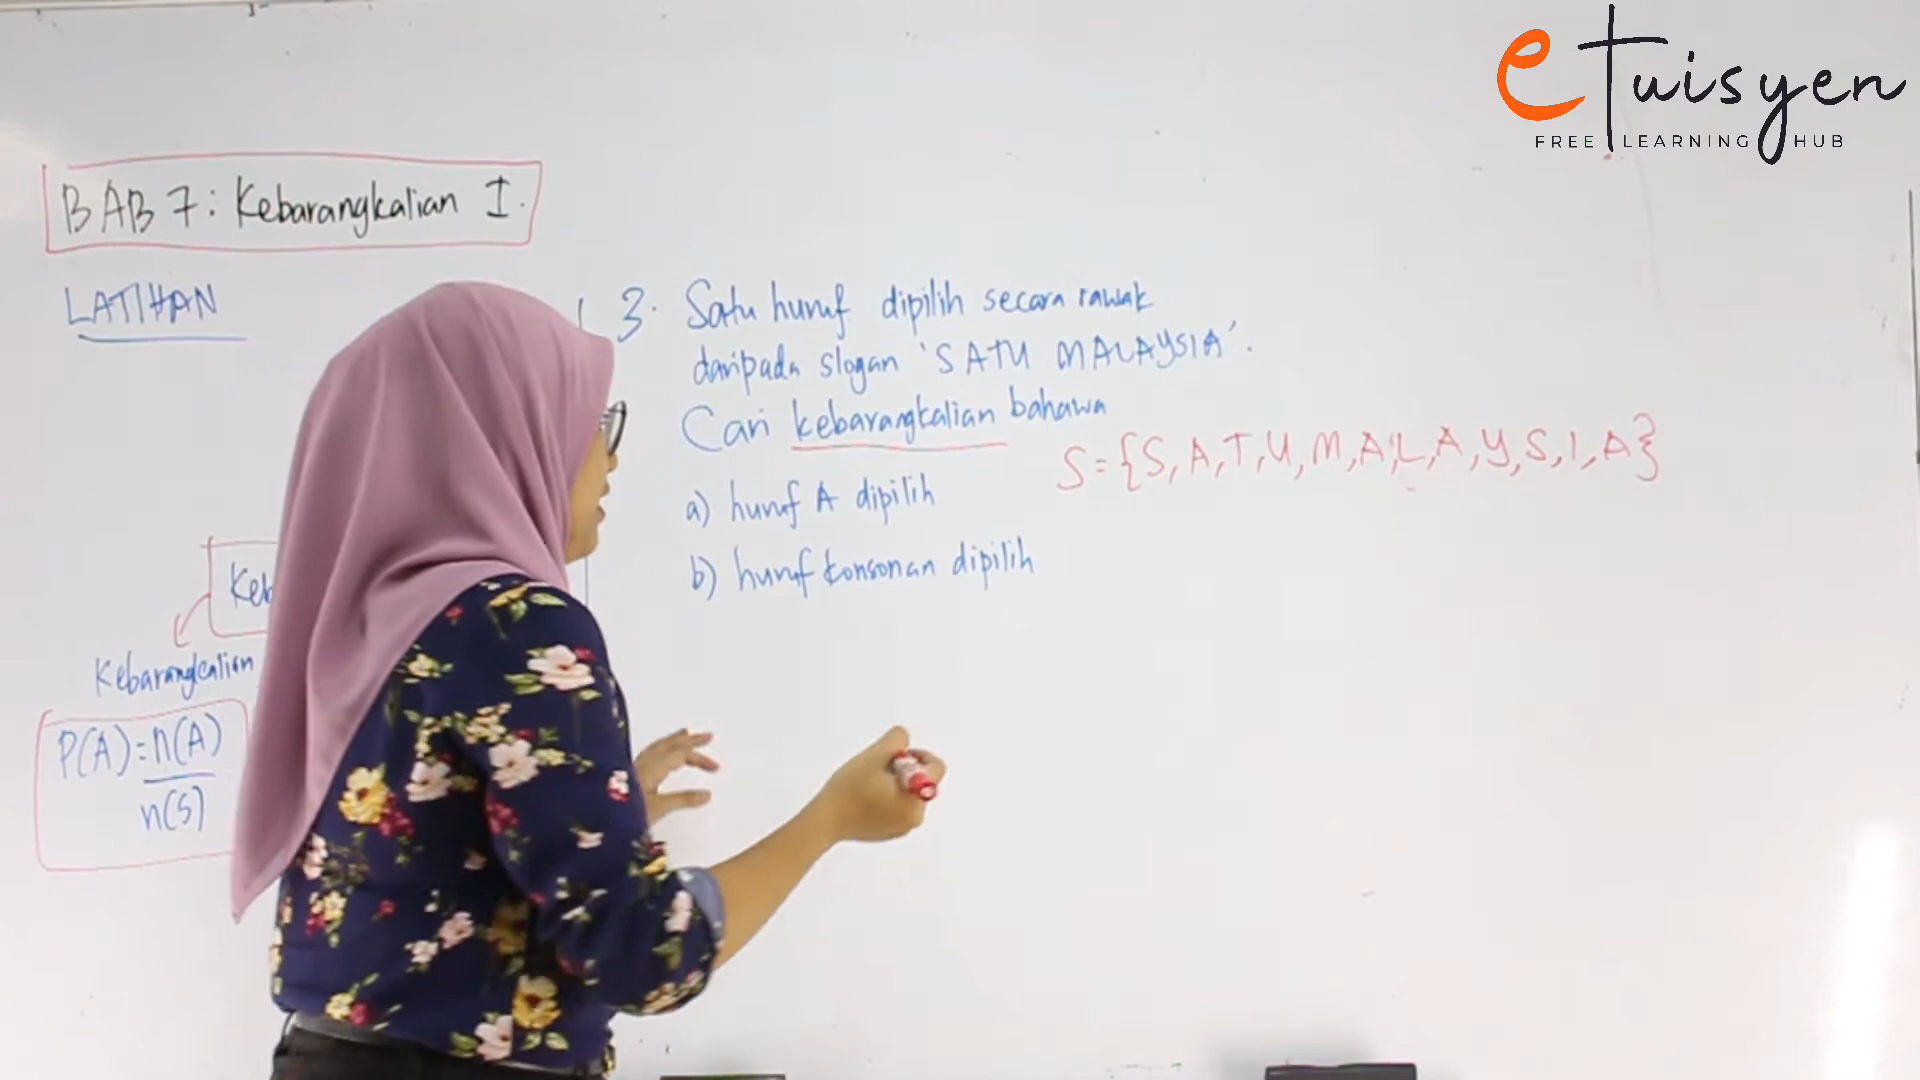 e Tuisyen
FREE LEARNING HUB
BAB 7: Kebarangkalian I.
LATIHAN
3. Satu huruf dipilih secara rawak
daripada slogan 'SATU MALAYSIA'.
Cari kebarangkalian bahawa
a) huruf A dipilih
b) huruf konsonan dipilih
S = {S, A, T, U, M, A, L, A, Y, S, I, A}
Keb
Kebarangkalian
P(A) = n(A)
n(S)